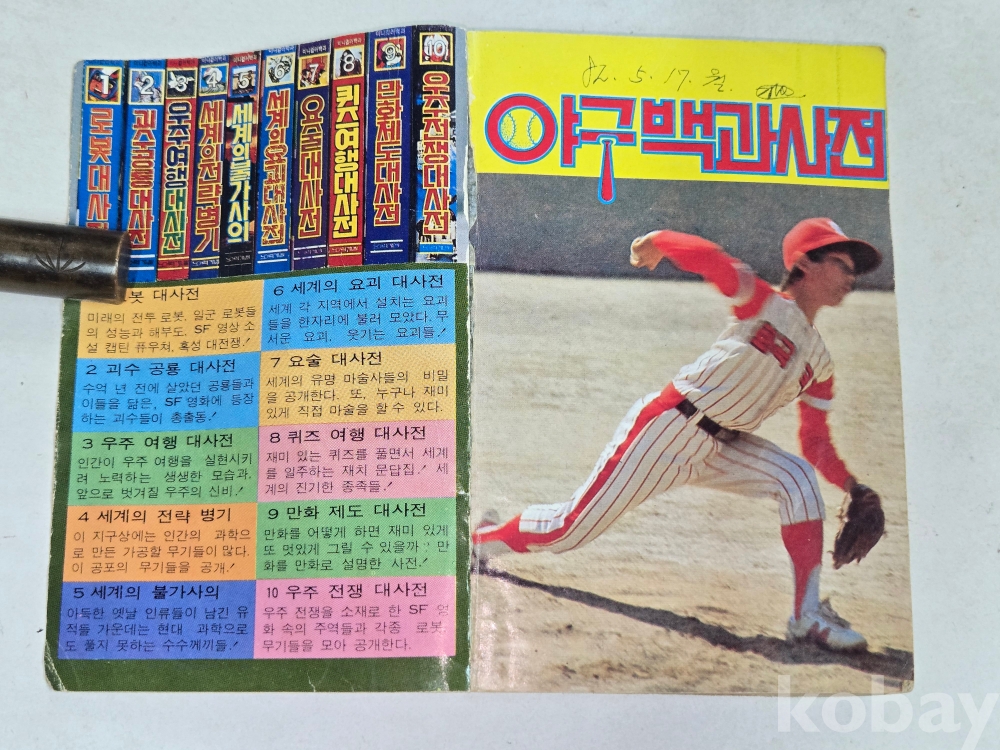 1 로봇대사전
2 괴수공룡대사전
3 우주여행대사전
4 세계의전략병기
5 세계의불가사의
6 세계의요괴대사전
7 요술대사전
8 퀴즈여행대사전
9 만화제도대사전
10 우주전쟁대사전
봇 대사전
미래의 전투 로봇. 일군 로봇들
의 성능과 해부도. SF 영상 소
설 캡틴 퓨우처, 혹성 대전쟁!
2 괴수 공룡 대사전
수억 년 전에 살았던 공룡들과
이들을 닮은, SF 영화에 등장
하는 괴수들이 총출동!
3 우주 여행 대사전
인간이 우주 여행을 실현시키
려 노력하는 생생한 모습과,
앞으로 벗겨질 우주의 신비!
4 세계의 전략 병기
이 지구상에는 인간의 과학으
로 만든 가공할 무기들이 많다.
이 공포의 무기들을 공개!
5 세계의 불가사의
아득한 옛날 인류들이 남긴 유
적들 가운데는 현대 과학으로
도 풀지 못하는 수수께끼들!
6 세계의 요괴 대사전
세계 각 지역에서 설치는 요괴
들을 한자리에 불러 모았다. 무
서운 요괴, 웃기는 요괴들!
7 요술 대사전
세계의 유명 마술사들의 비밀
을 공개한다. 또, 누구나 재미
있게 직접 마술을 할 수 있다.
8 퀴즈 여행 대사전
재미 있는 퀴즈를 풀면서 세계
를 일주하는 재치 문답집! 세
계의 진기한 종족들!
9 만화 제도 대사전
만화를 어떻게 하면 재미 있게
또 멋있게 그릴 수 있을까? 만
화를 만화로 설명한 사전!
10 우주 전쟁 대사전
우주 전쟁을 소재로 한 SF 영
화 속의 주역들과 각종 로봇,
무기들을 모아 공개한다.
82. 5. 17. 월.
야구백과사전
kobay